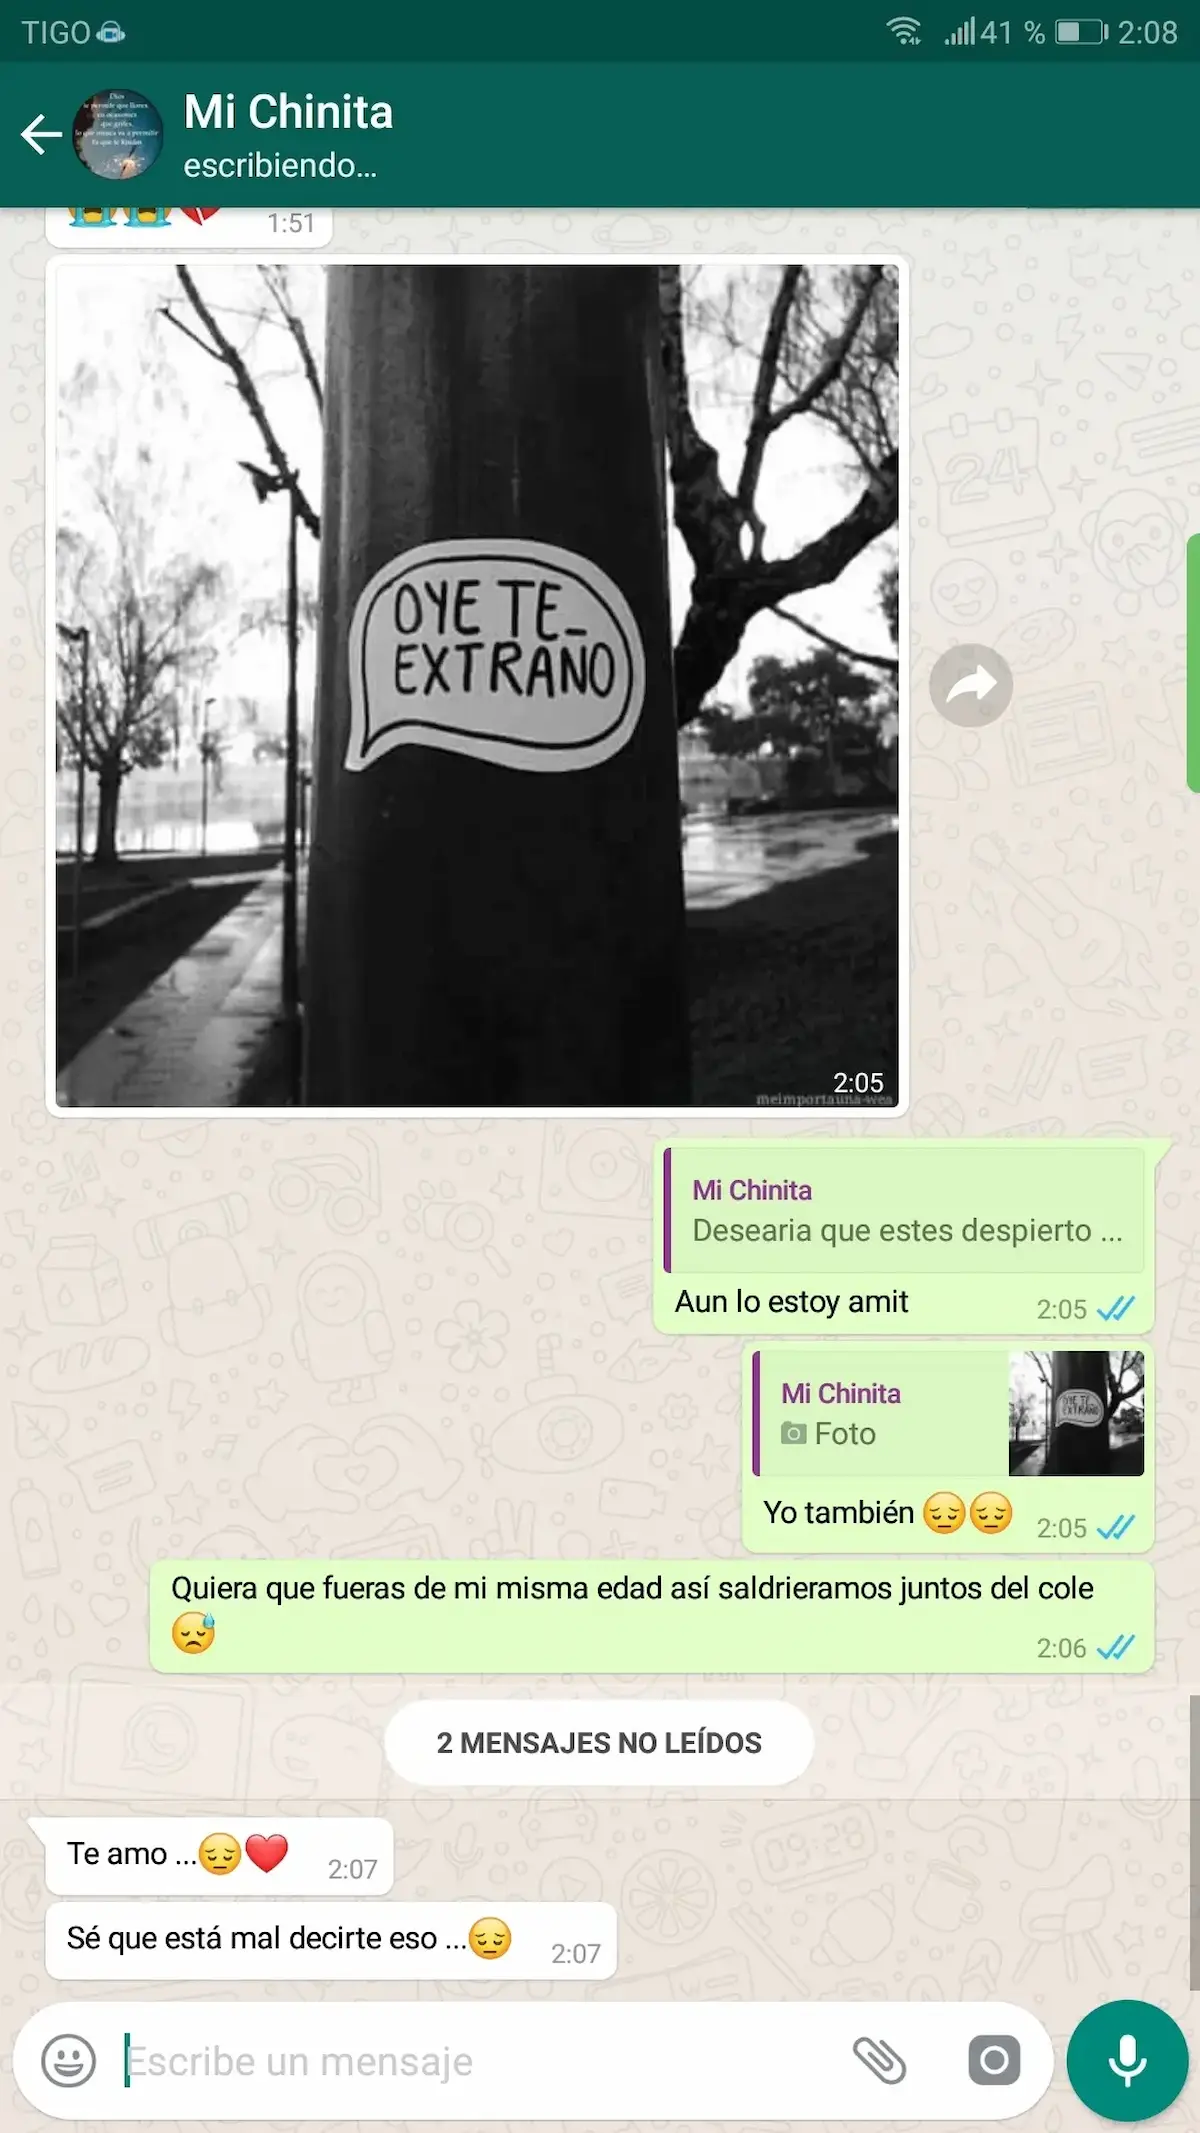 TIGO 41 % 2:08
Mi Chinita
escribiendo...
1:51
OYE TE
EXTRAÑO
2:05
meimportauna-wea
Mi Chinita
Desearia que estes despierto ...
Aun lo estoy amit 2:05
Mi Chinita
Foto
Yo también 😔😔 2:05
Quiera que fueras de mi misma edad así saldrieramos juntos del cole
😓
2:06
2 MENSAJES NO LEÍDOS
Te amo ...😔❤️ 2:07
Sé que está mal decirte eso ...😔 2:07
Escribe un mensaje